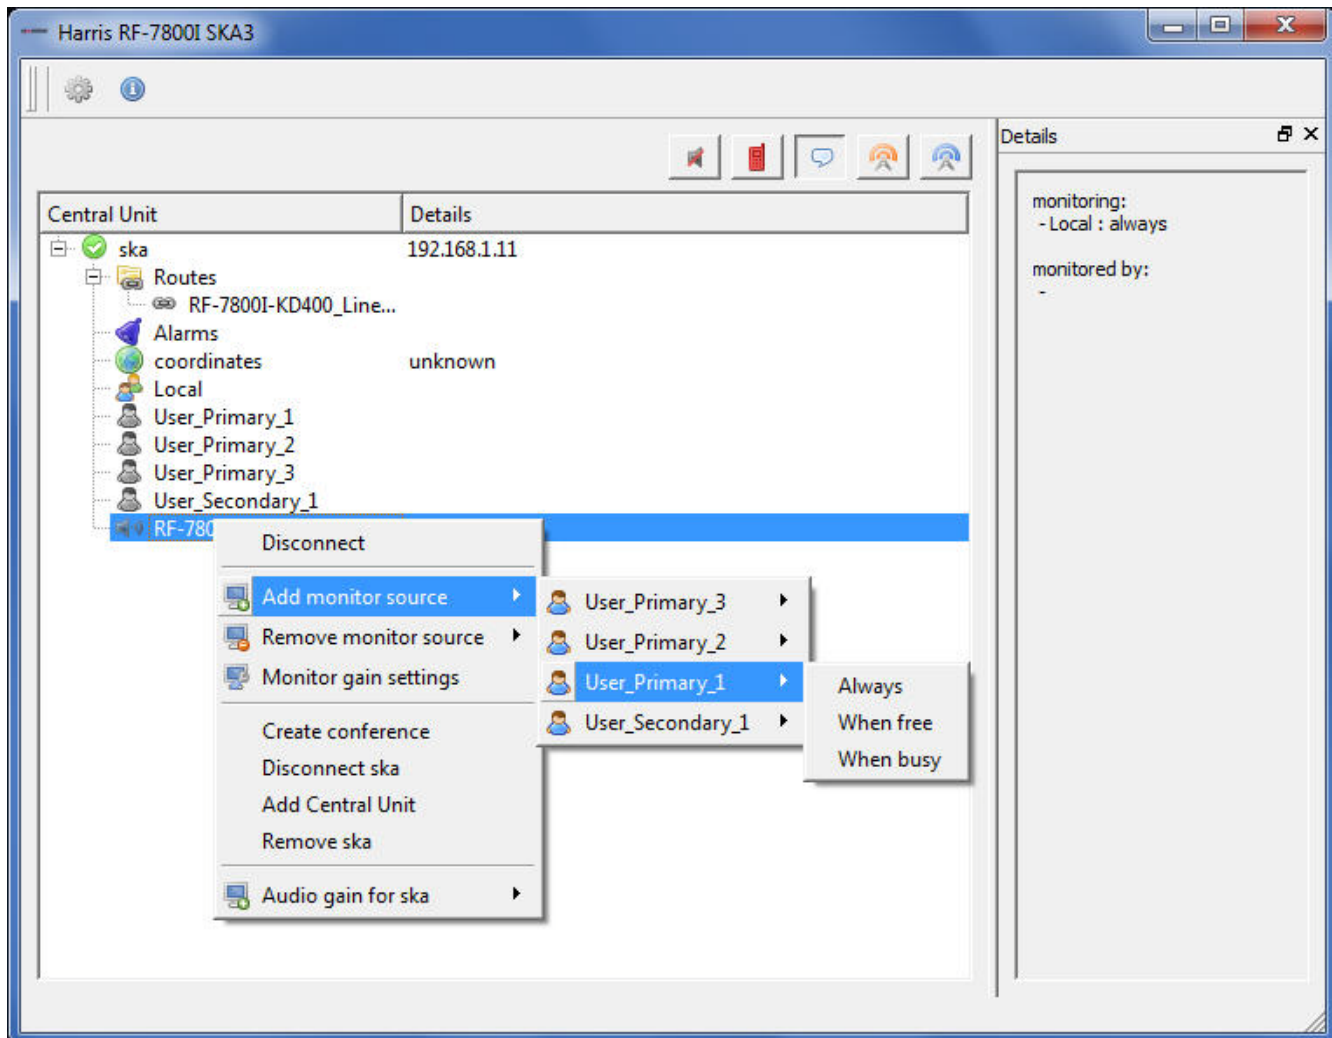 Harris RF-7800I SKA3
Details
monitoring:
- Local : always
monitored by:
-
Central Unit Details
ska 192.168.1.11
Routes
RF-7800I-KD400_Line...
Alarms
coordinates unknown
Local
User_Primary_1
User_Primary_2
User_Primary_3
User_Secondary_1
RF-780
Disconnect
Add monitor source
Remove monitor source
Monitor gain settings
Create conference
Disconnect ska
Add Central Unit
Remove ska
Audio gain for ska
User_Primary_3
User_Primary_2
User_Primary_1
User_Secondary_1
Always
When free
When busy